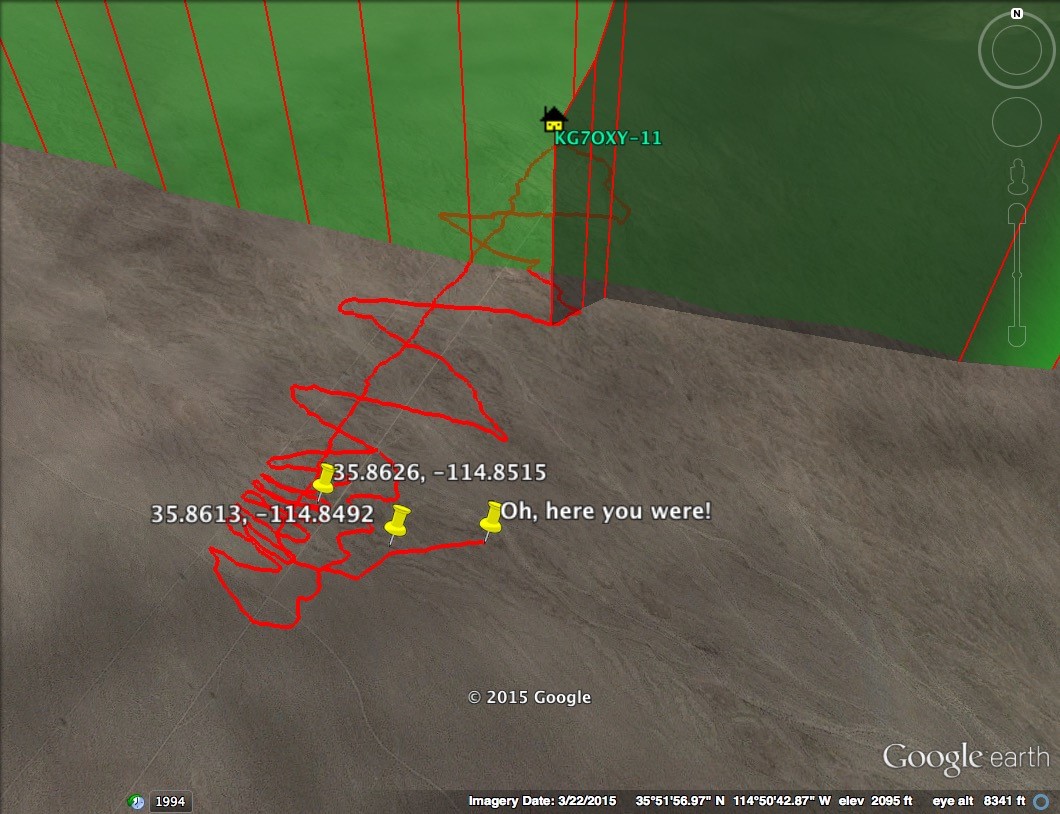 N
KG7OXY-11
35.8626, -114.8515
35.8613, -114.8492
Oh, here you were!
© 2015 Google
Google earth
1994
Imagery Date: 3/22/2015 35°51'56.97" N 114°50'42.87" W elev 2095 ft eye alt 8341 ft